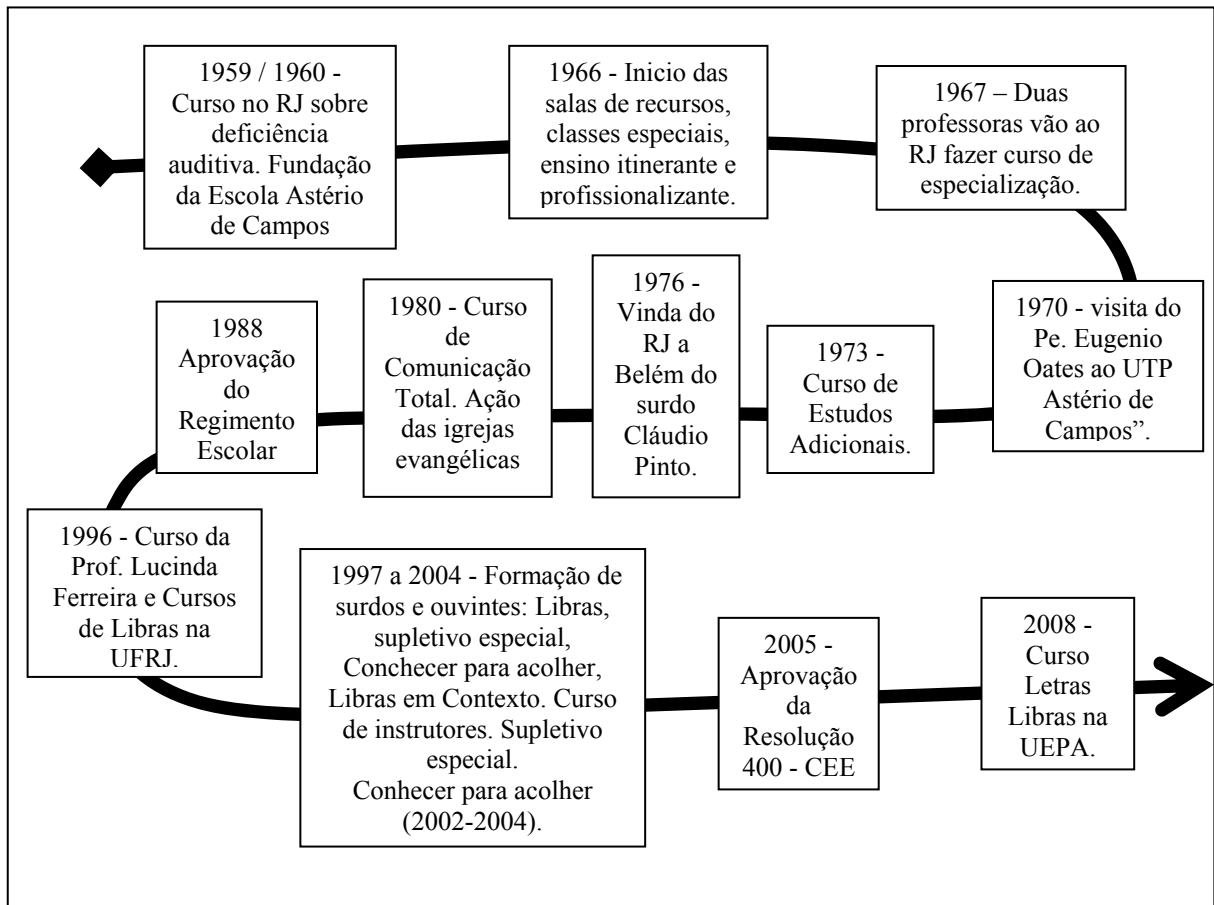 1959 / 1960 -
Curso no RJ sobre
deficiência
auditiva. Fundação
da Escola Astério
de Campos
1966 - Inicio das
salas de recursos,
classes especiais,
ensino itinerante e
profissionalizante.
1967 – Duas
professoras vão ao
RJ fazer curso de
especialização.
1970 - visita do
Pe. Eugenio
Oates ao UTP
Astério de
Campos”.
1973 -
Curso de
Estudos
Adicionais.
1976 -
Vinda do
RJ a
Belém do
surdo
Cláudio
Pinto.
1980 - Curso
de
Comunicação
Total. Ação
das igrejas
evangélicas
1988
Aprovação
do
Regimento
Escolar
1996 - Curso da
Prof. Lucinda
Ferreira e Cursos
de Libras na
UFRJ.
1997 a 2004 - Formação de
surdos e ouvintes: Libras,
supletivo especial,
Conchecer para acolher,
Libras em Contexto. Curso
de instrutores. Supletivo
especial.
Conhecer para acolher
(2002-2004).
2005 -
Aprovação
da
Resolução
400 - CEE
2008 -
Curso
Letras
Libras na
UEPA.